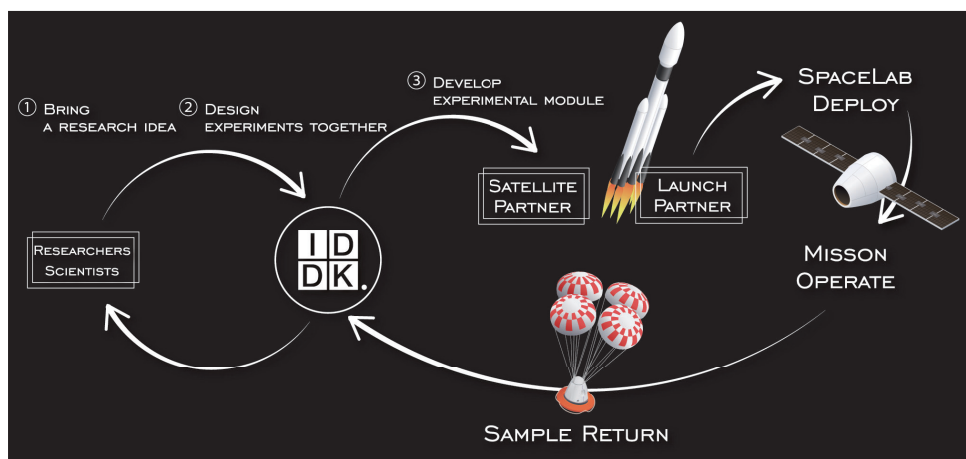 ① BRING
A RESEARCH IDEA
② DESIGN
EXPERIMENTS TOGETHER
③ DEVELOP
EXPERIMENTAL MODULE
SPACELAB
DEPLOY
SATELLITE
PARTNER
LAUNCH
PARTNER
RESEARCHERS
SCIENTISTS
ID
DK.
MISSON
OPERATE
SAMPLE RETURN